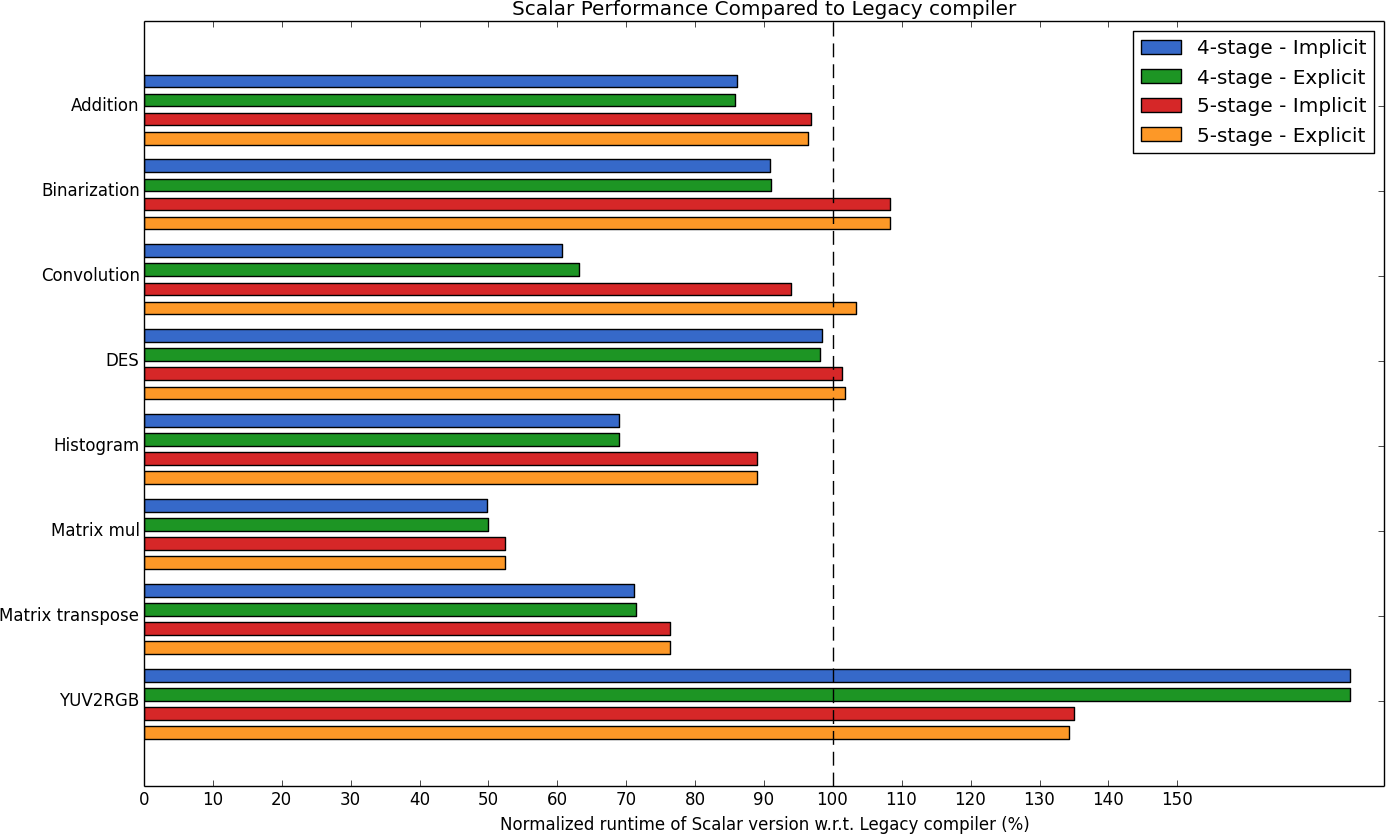 Scalar Performance Compared to Legacy compiler
4-stage - Implicit
4-stage - Explicit
5-stage - Implicit
5-stage - Explicit
Addition
Binarization
Convolution
DES
Histogram
Matrix mul
Matrix transpose
YUV2RGB
0 10 20 30 40 50 60 70 80 90 100 110 120 130 140 150
Normalized runtime of Scalar version w.r.t. Legacy compiler (%)